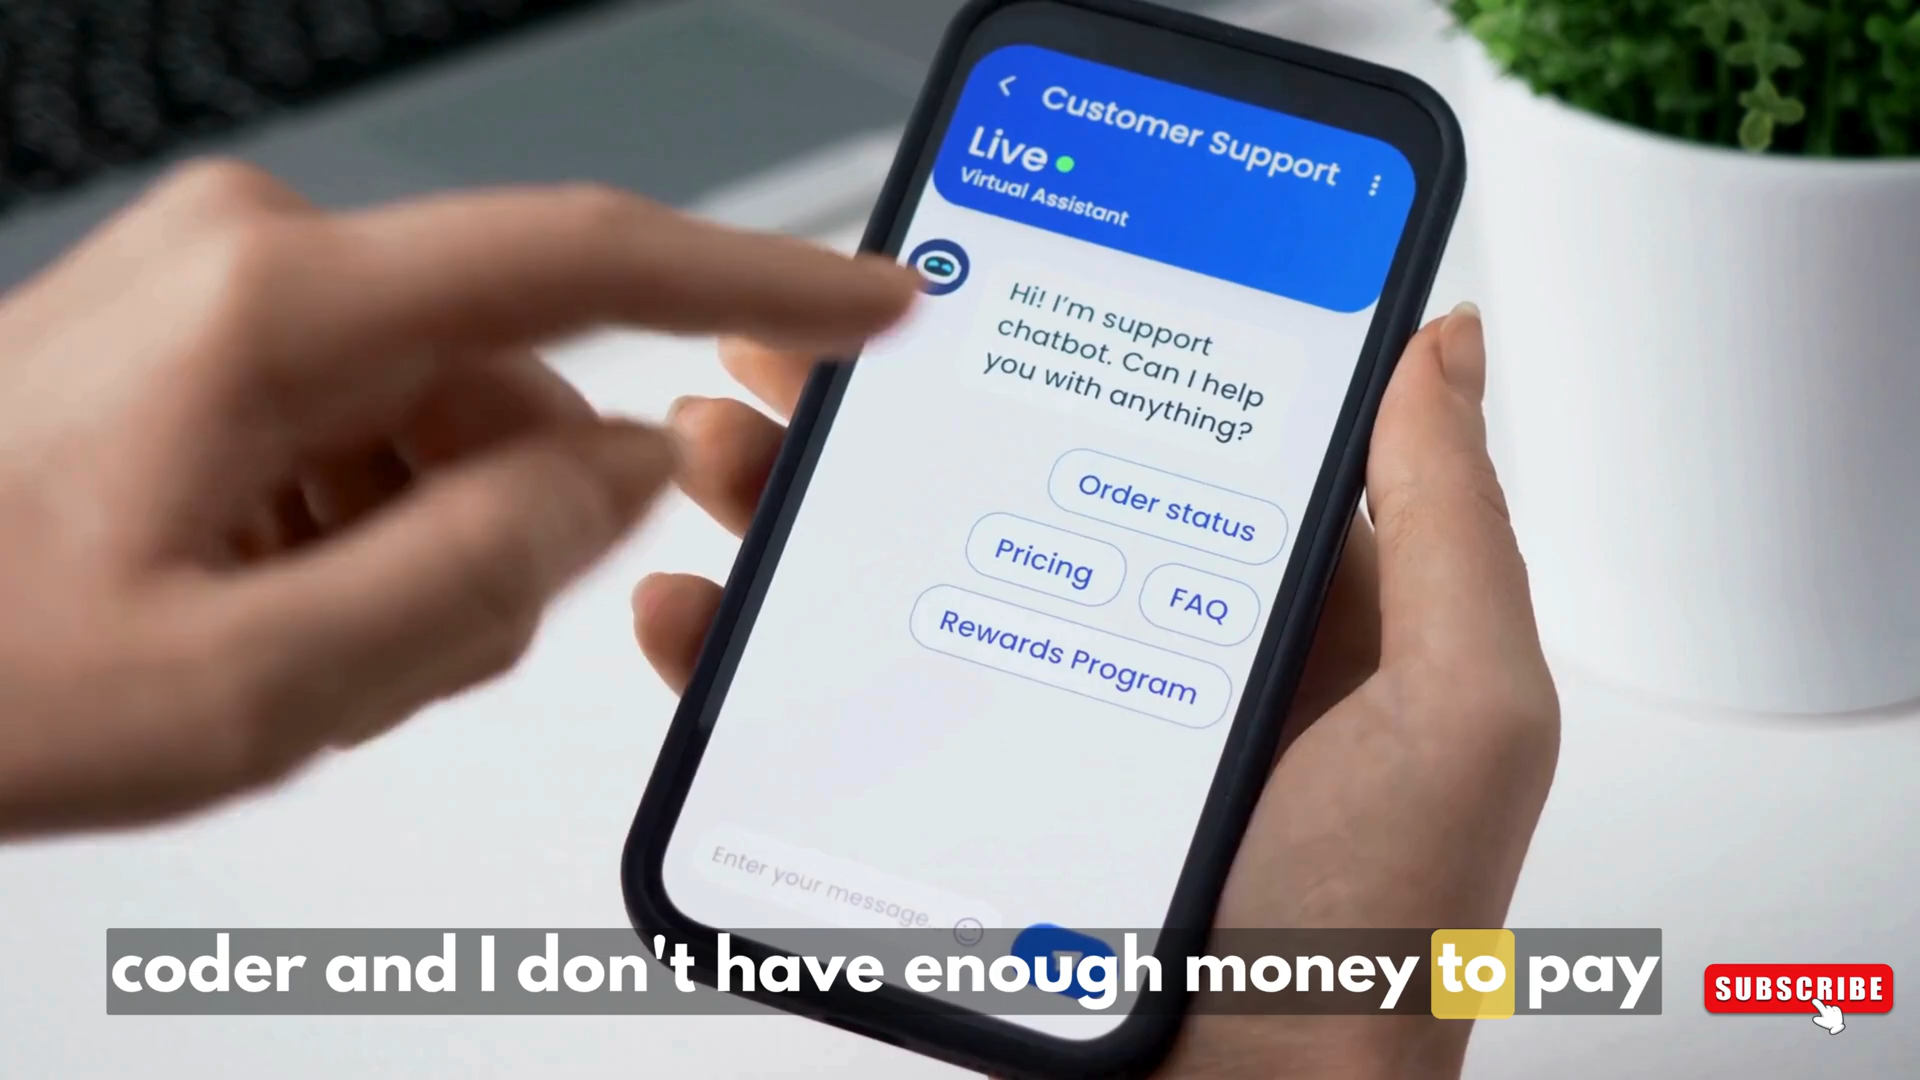 Customer Support
Live
Virtual Assistant
Hi! I'm support
chatbot. Can I help
you with anything?
Order status
Pricing
FAQ
Rewards Program
Enter your message...
coder and I don't have enough money to pay
SUBSCRIBE